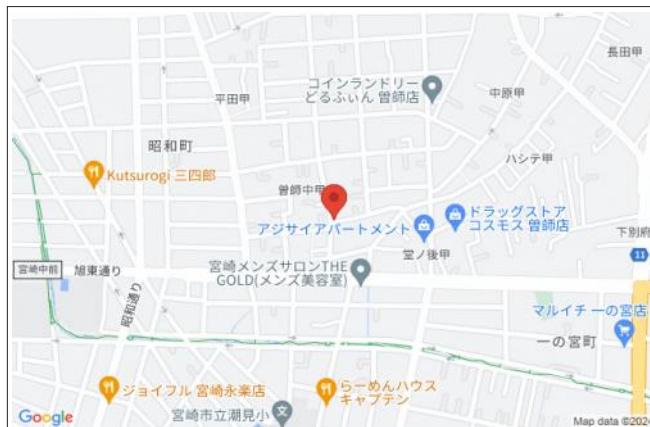 長田甲
コインランドリー
どるふぃん 曽師店
中原甲
平田甲
昭和町
ハシテ甲
Kutsurogi 三四郎
曽師中甲
ドラッグストア
コスモス 曽師店
アジサイアパートメント
下別府
堂ノ後甲
11
宮崎中前
旭東通り
宮崎メンズサロンTHE
GOLD(メンズ美容室)
昭和通り
マルイチ 一の宮店
一の宮町
ジョイフル 宮崎永楽店
らーめんハウス
キャプテン
宮崎市立潮見小
文
Google
Map data ©2024